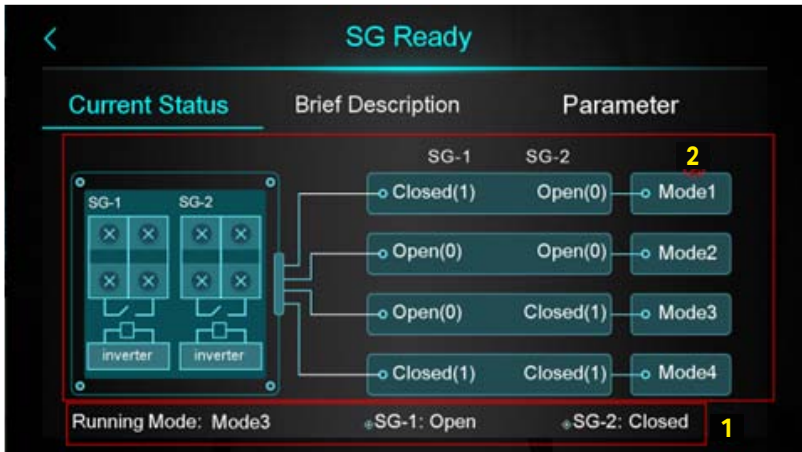 SG Ready
Current Status Brief Description Parameter
SG-1 SG-2 2
SG-1 SG-2
Closed(1) Open(0) Mode1
Open(0) Open(0) Mode2
Open(0) Closed(1) Mode3
inverter inverter
Closed(1) Closed(1) Mode4
Running Mode: Mode3 SG-1: Open SG-2: Closed 1